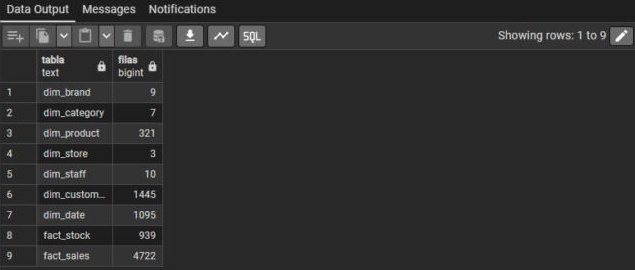 Data Output Messages Notifications
SQL Showing rows: 1 to 9
tabla text filas bigint
1 dim_brand 9
2 dim_category 7
3 dim_product 321
4 dim_store 3
5 dim_staff 10
6 dim_custom... 1445
7 dim_date 1095
8 fact_stock 939
9 fact_sales 4722